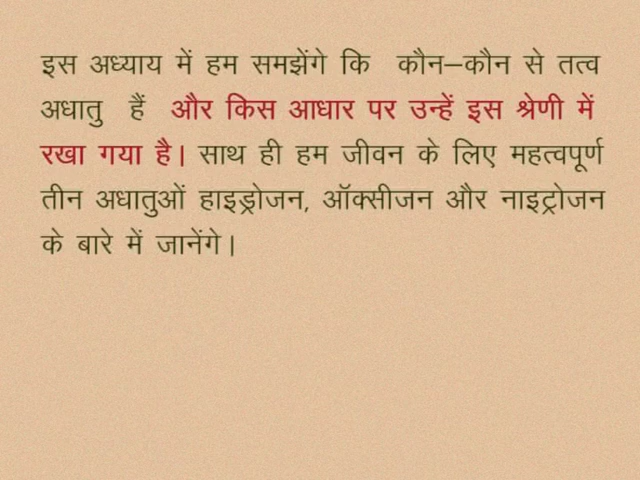 इस अध्याय में हम समझेंगे कि कौन–कौन से तत्व
अधातु हैं और किस आधार पर उन्हें इस श्रेणी में
रखा गया है। साथ ही हम जीवन के लिए महत्वपूर्ण
तीन अधातुओं हाइड्रोजन, ऑक्सीजन और नाइट्रोजन
के बारे में जानेंगे।